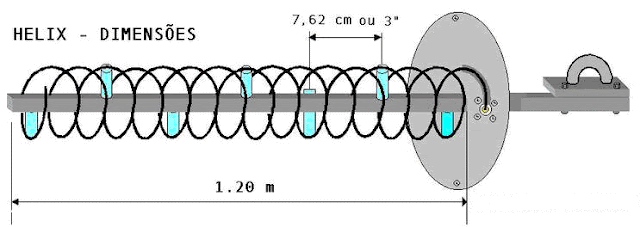 7,62 cm ou 3"
HELIX - DIMENSÕES
1.20 m